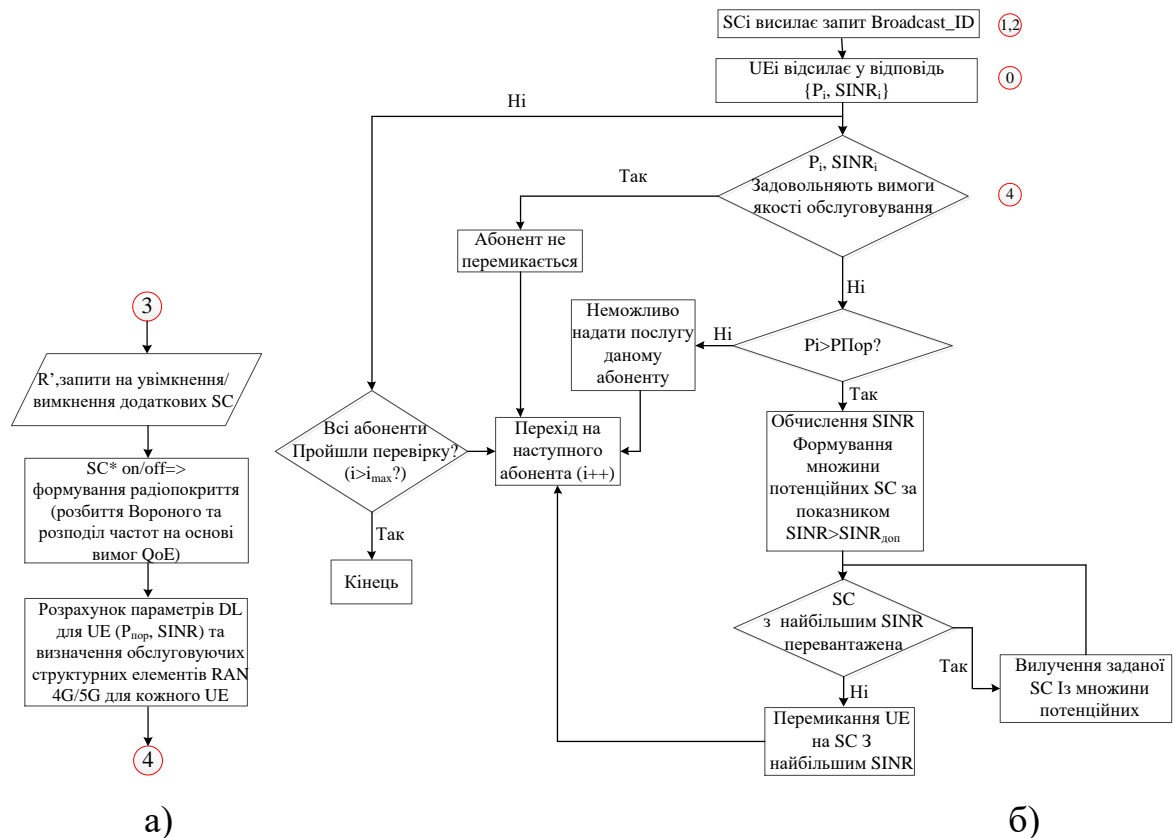 SCi висилає запит Broadcast_ID
1,2
UEi відсилає у відповідь
{Pi, SINRi}
0
Ні
Pi, SINRi
Задовольняють вимоги
якості обслуговування
4
Так
Абонент не
перемикається
Ні
Pi>PПор?
Ні
Неможливо
надати послугу
даному
абоненту
Так
Всі абоненти
Пройшли перевірку?
(i>imax?)
Перехід на
наступного
абонента (i++)
Так
Кінець
Обчислення SINR
Формування
множини
потенційних SC за
показником
SINR>SINRдоп
SC
з найбільшим SINR
перевантажена
Так
Вилучення заданої
SC Із множини
потенційних
Ні
Перемикання UE
на SC З
найбільшим SINR
3
R’,запити на увімкнення/
вимкнення додаткових SC
SC* on/off=>
формування радіопокриття
(розбиття Вороного та
розподіл частот на основі
вимог QoE)
Розрахунок параметрів DL
для UE (Pпор, SINR) та
визначення обслуговуючих
структурних елементів RAN
4G/5G для кожного UE
4
а)
б)